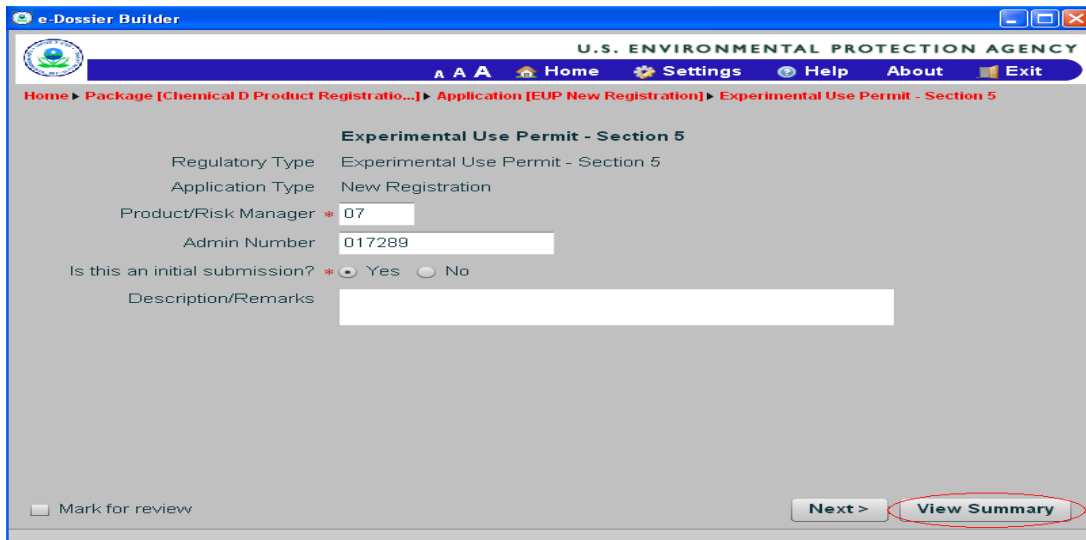 e-Dossier Builder
U.S. ENVIRONMENTAL PROTECTION AGENCY
A A A Home Settings Help About Exit
Home Package [Chemical D Product Registratio...] Application [EUP New Registration] Experimental Use Permit - Section 5
Experimental Use Permit - Section 5
Regulatory Type Experimental Use Permit - Section 5
Application Type New Registration
Product/Risk Manager * 07
Admin Number 017289
Is this an initial submission? * Yes No
Description/Remarks
Mark for review Next > View Summary